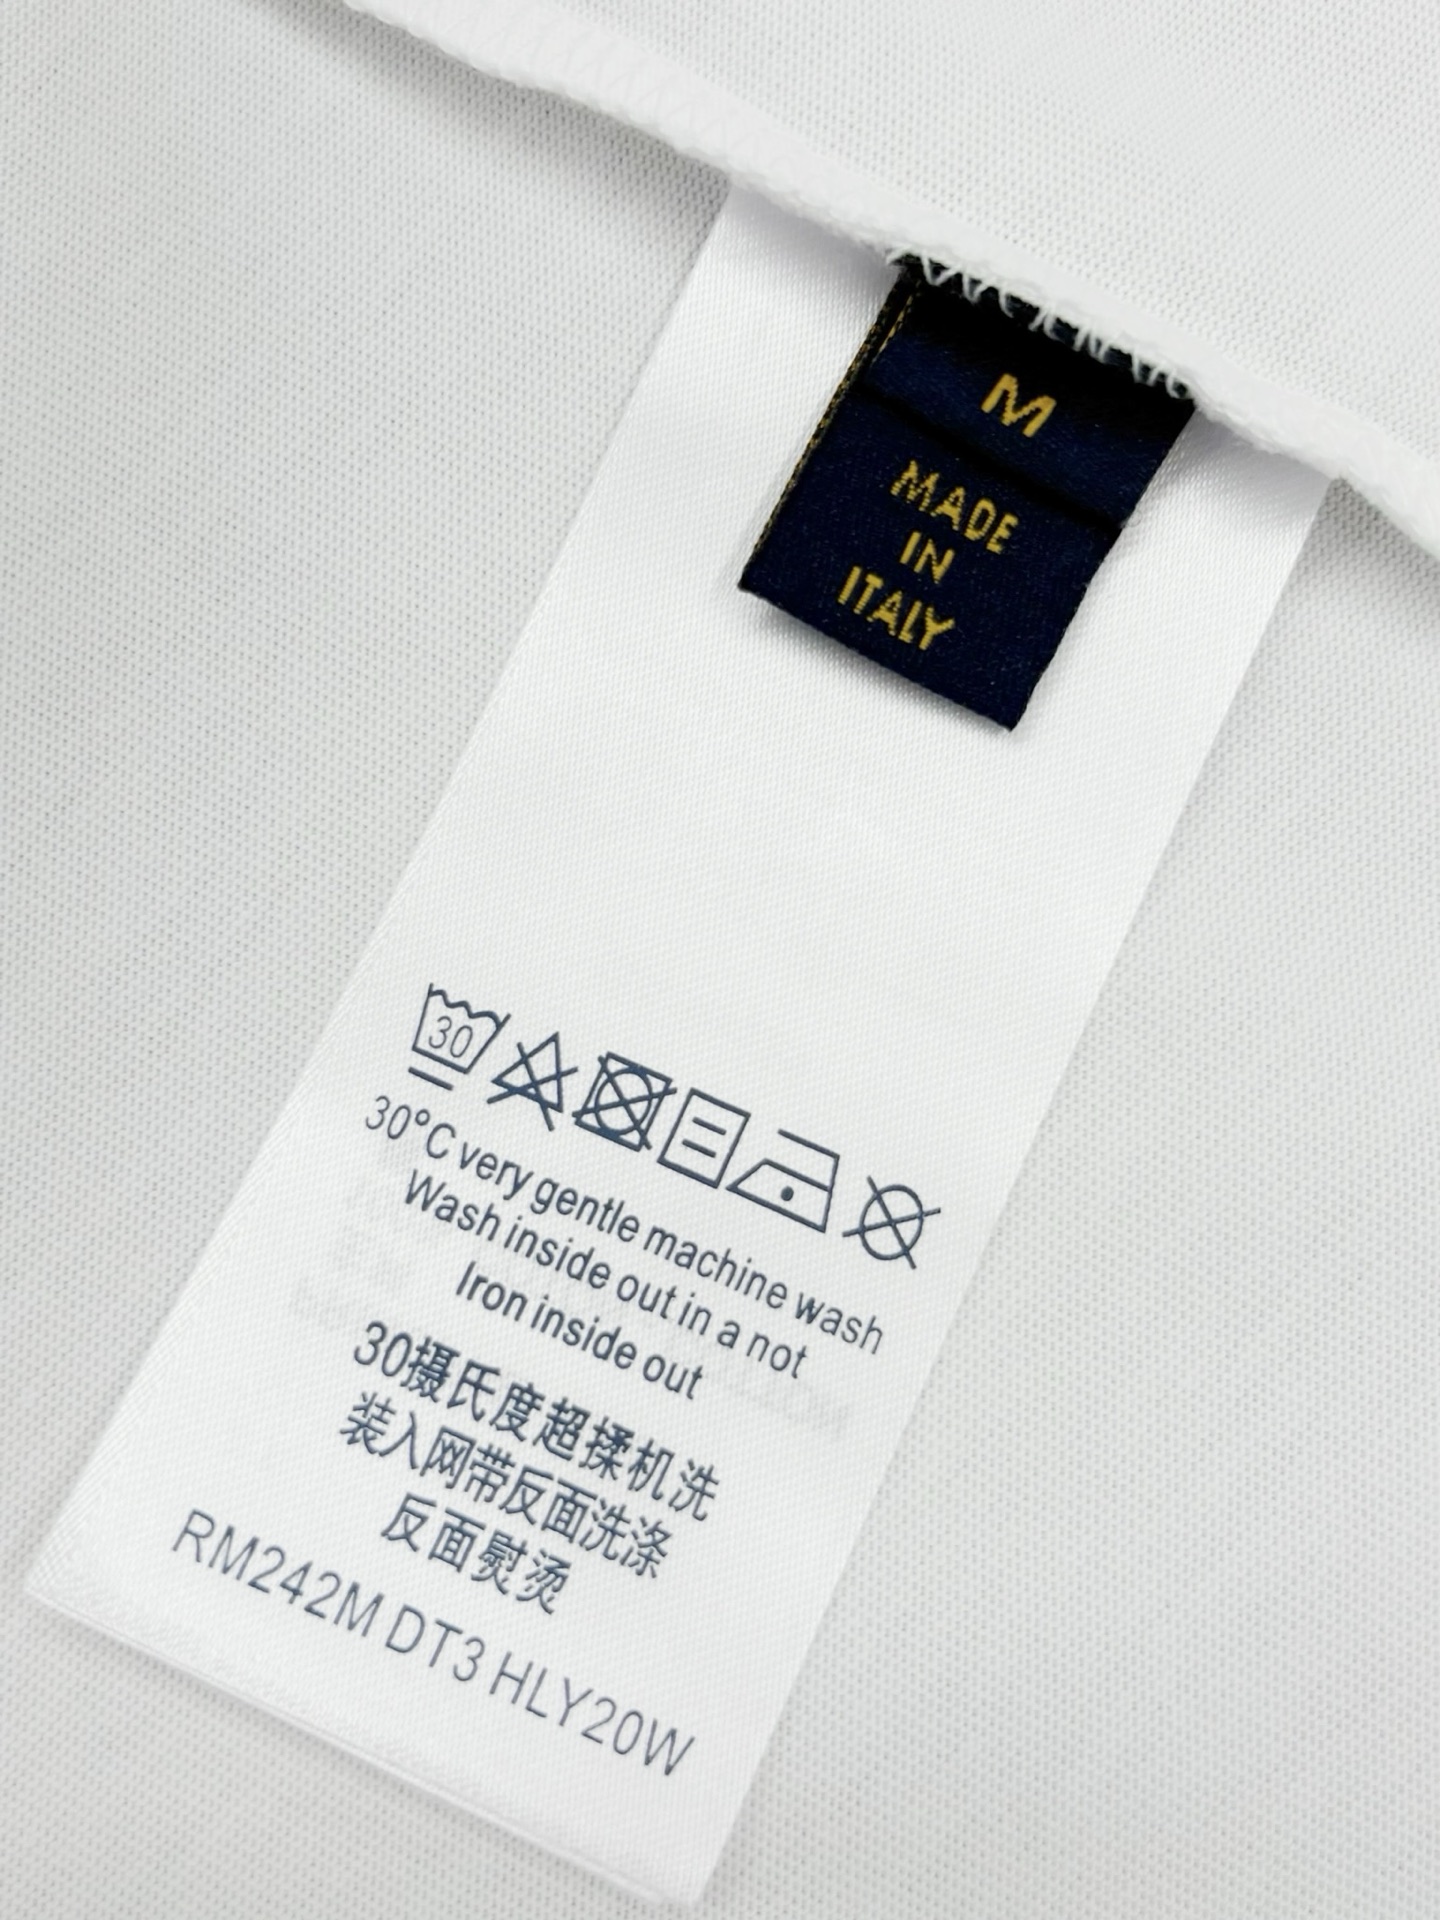 M
MADE
IN
ITALY
30
30°C very gentle machine wash
Wash inside out in a not
Iron inside out
30摄氏度超揉机洗
装入网带反面洗涤
反面熨烫
RM242M DT3 HLY20W